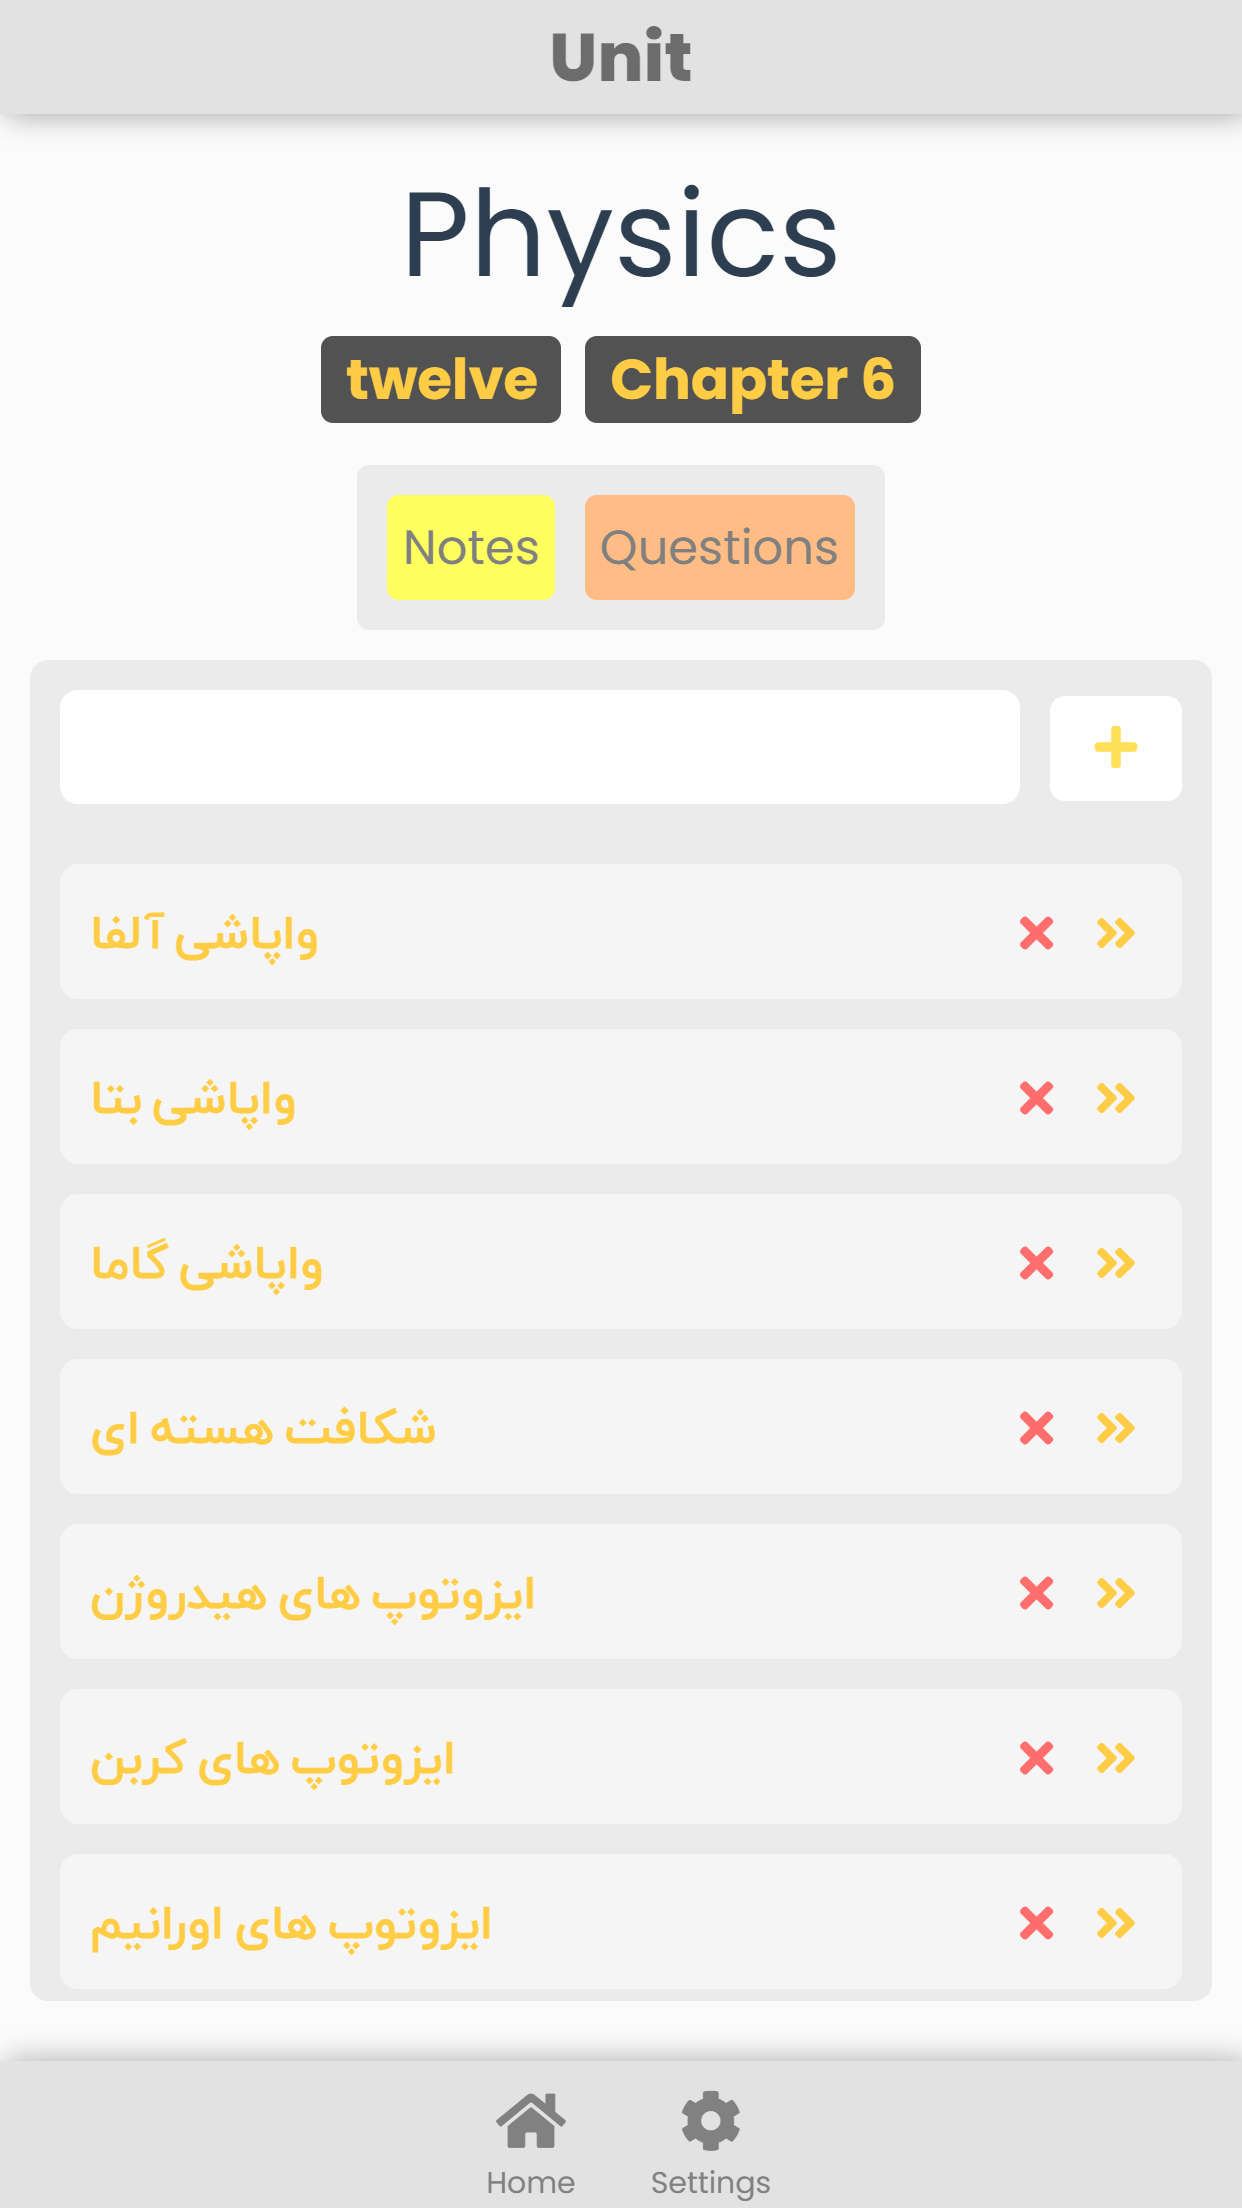 Unit
Physics
twelve Chapter 6
Notes Questions
واپاشی آلفا
واپاشی بتا
واپاشی گاما
شکافت هسته ای
ایزوتوپ های هیدروژن
ایزوتوپ های کربن
ایزوتوپ های اورانیم
Home Settings